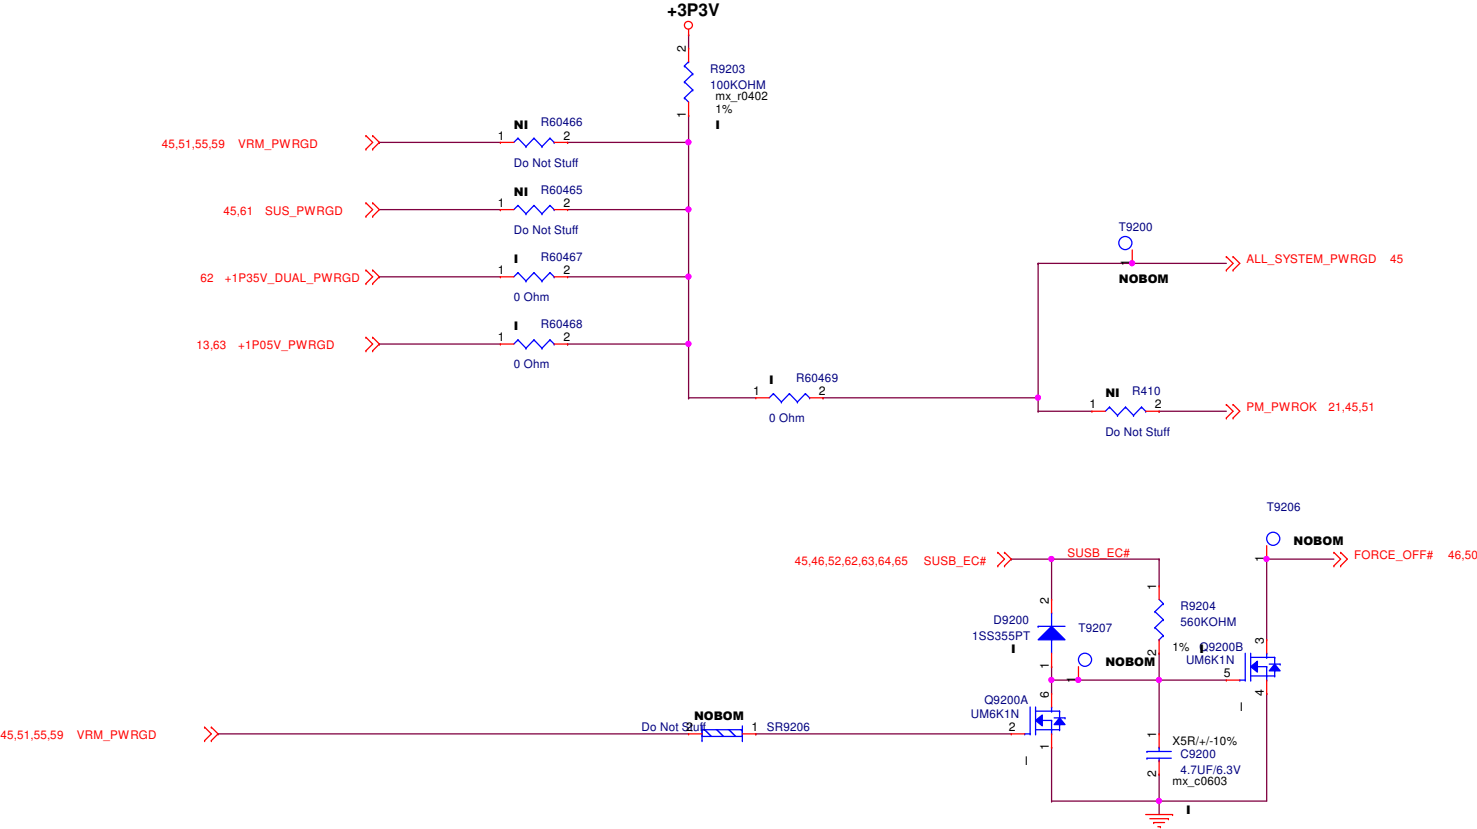 +3P3V
2
R9203
100KOHM
mx_r0402
1%
1
I
NI R60466
45,51,55,59 VRM_PWRGD
1 2
Do Not Stuff
NI R60465
45,61 SUS_PWRGD
1 2
Do Not Stuff
I R60467
62 +1P35V_DUAL_PWRGD
1 2
0 Ohm
I R60468
13,63 +1P05V_PWRGD
1 2
0 Ohm
T9200
1
ALL_SYSTEM_PWRGD 45
NOBOM
I R60469
1 2
0 Ohm
NI R410
1 2
PM_PWROK 21,45,51
Do Not Stuff
T9206
NOBOM
1
FORCE_OFF# 46,50
45,46,52,62,63,64,65 SUSB_EC#
SUSB_EC#
2
D9200
1SS355PT
I
1
T9207
NOBOM
1
1
R9204
560KOHM
1%
2
I
Q9200B
UM6K1N
3
5
4
I
Q9200A
UM6K1N
6
2
1
I
45,51,55,59 VRM_PWRGD
NOBOM
Do Not Stuff
2 1
SR9206
1
X5R/+/-10%
C9200
4.7UF/6.3V
mx_c0603
2
I